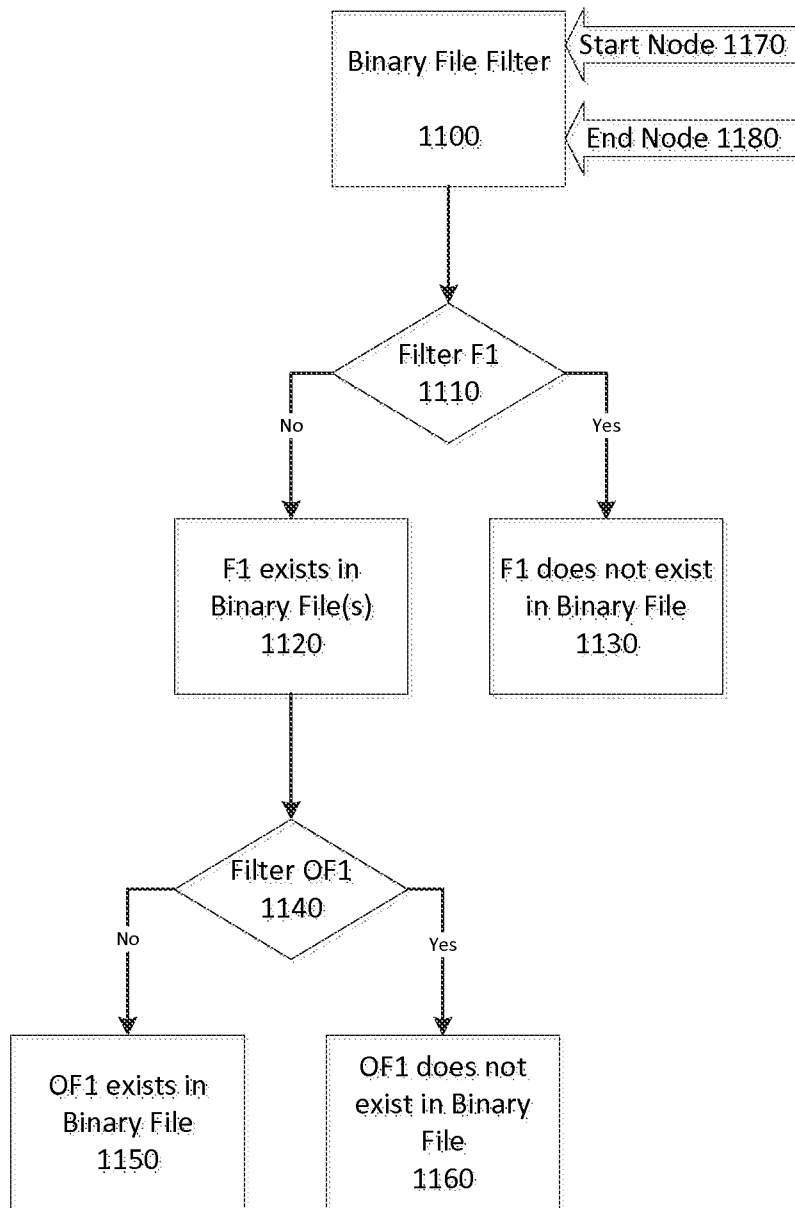 Binary File Filter
1100
Start Node 1170
End Node 1180
Filter F1
1110
No
Yes
F1 exists in
Binary File(s)
1120
F1 does not exist
in Binary File
1130
Filter OF1
1140
No
Yes
OF1 exists in
Binary File
1150
OF1 does not
exist in Binary
File
1160